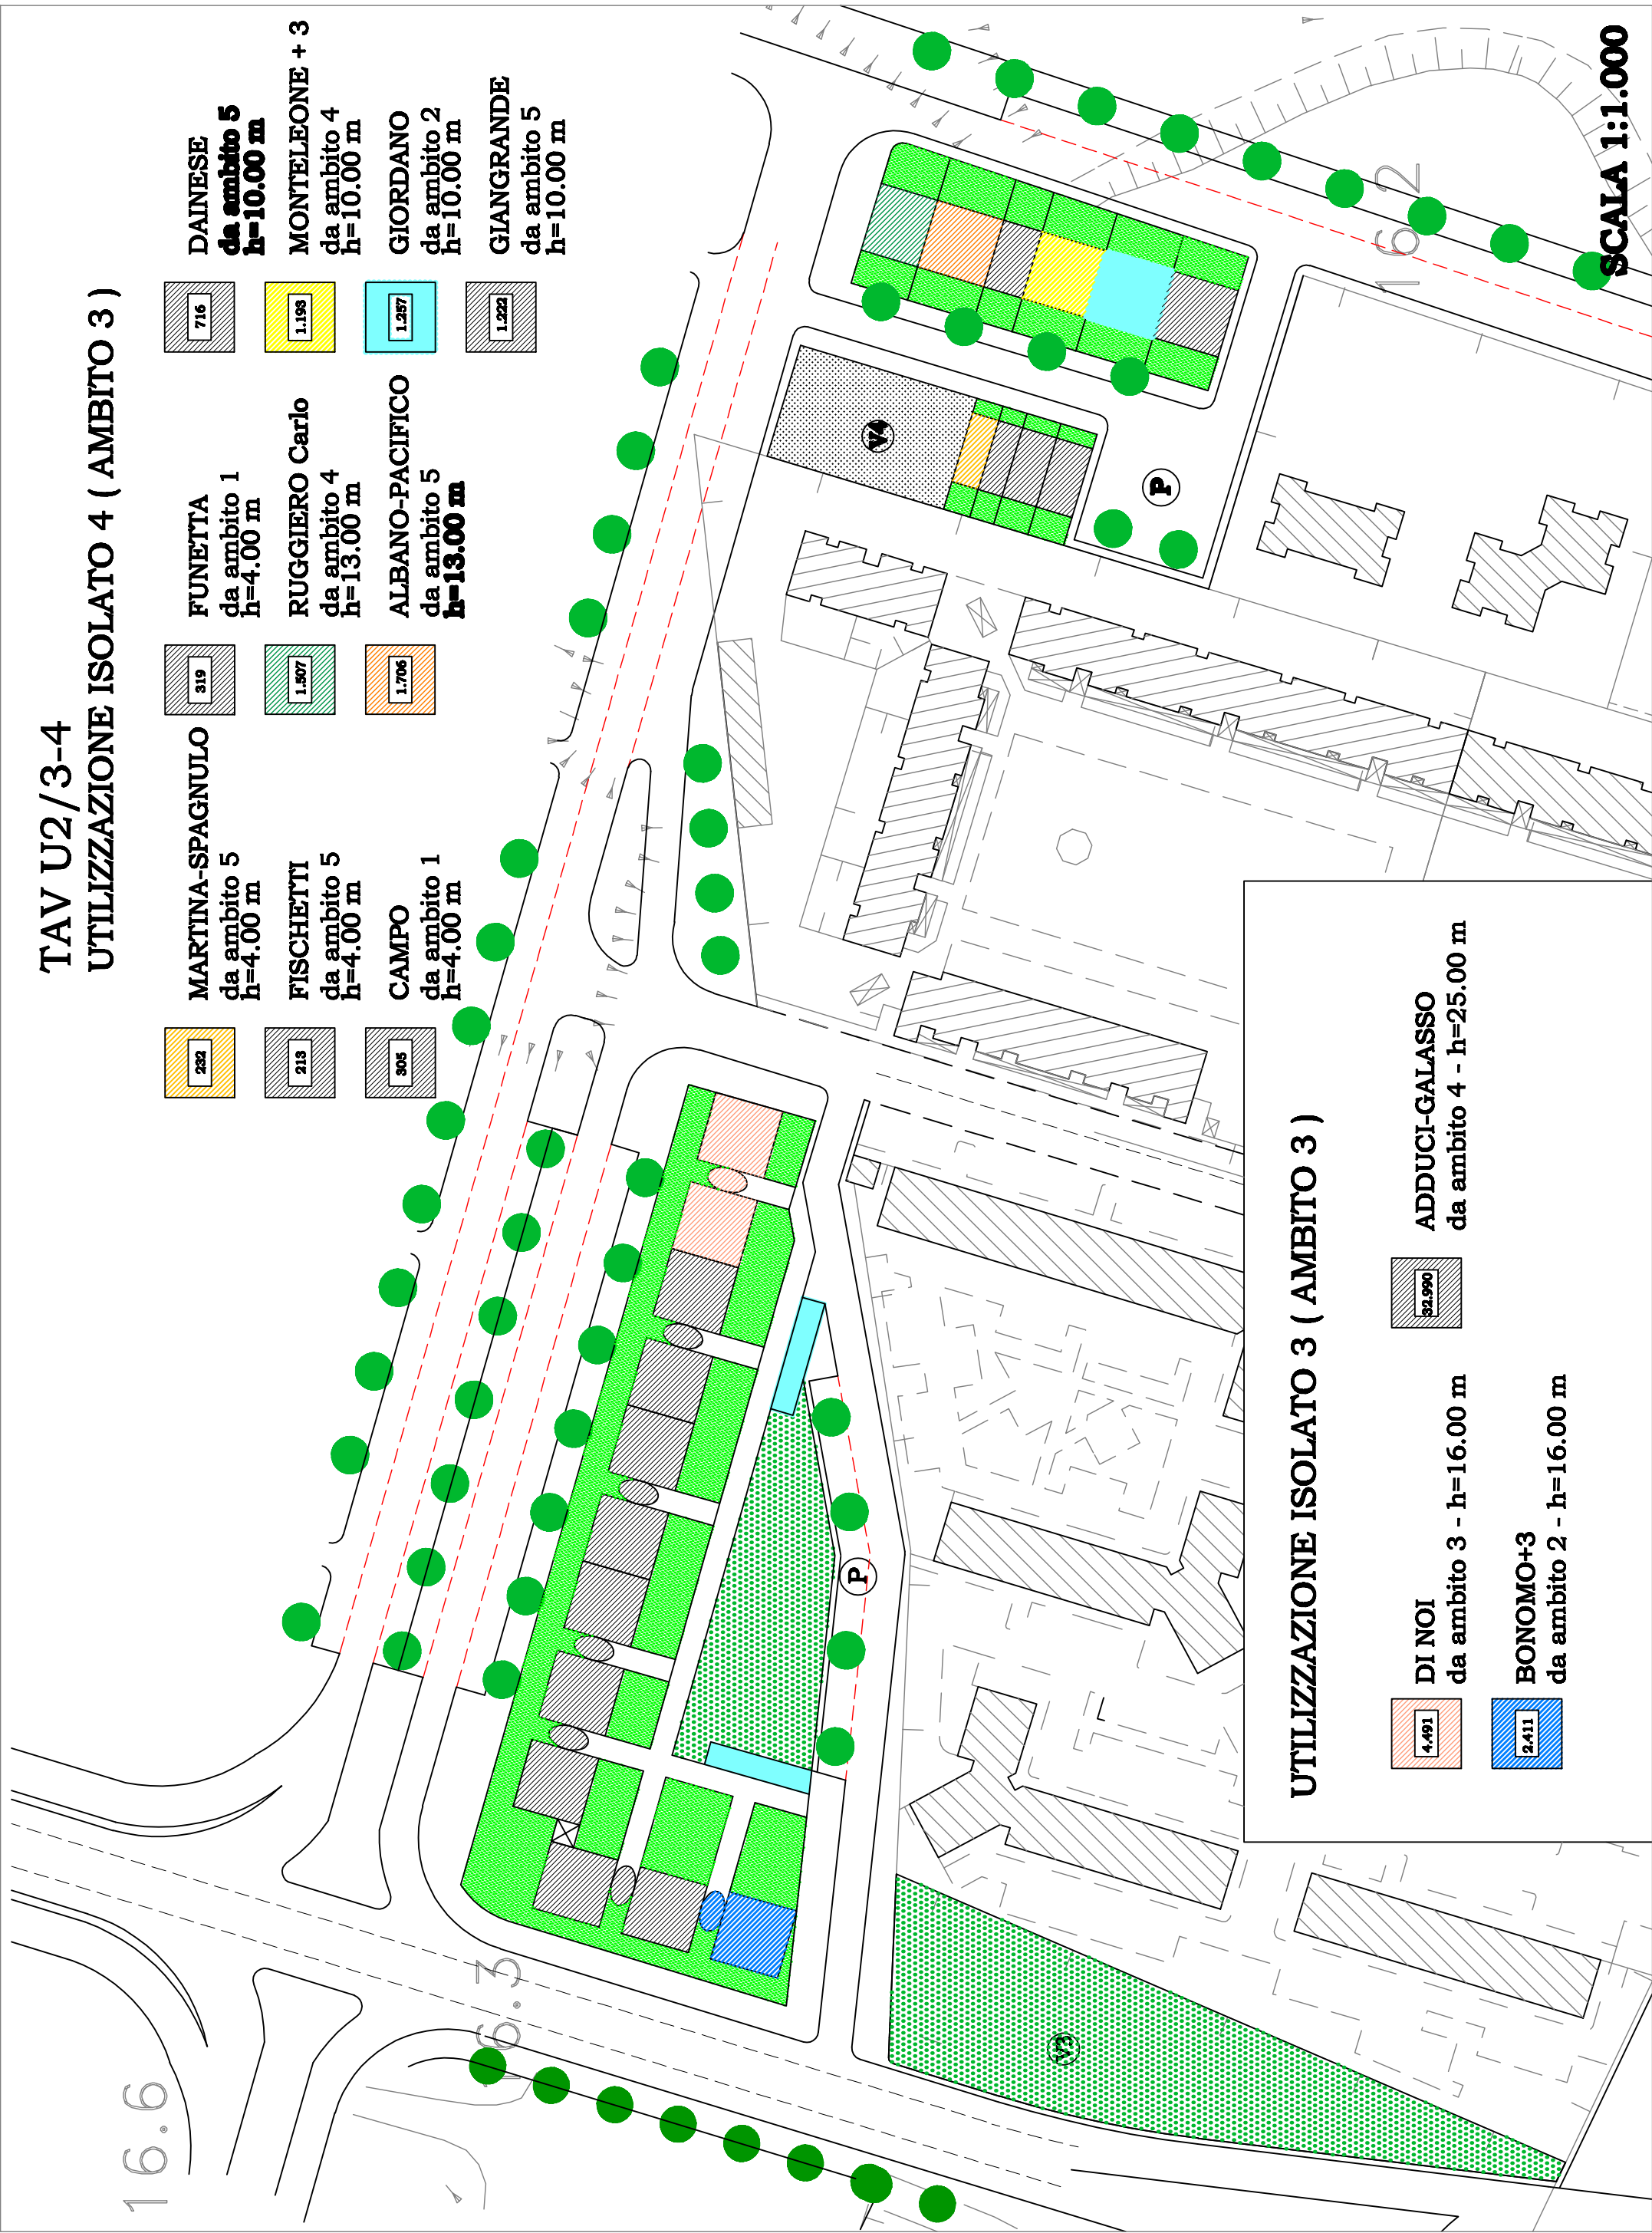 TAV U2/3-4
UTILIZZAZIONE ISOLATO 4 ( AMBITO 3 )
232
MARTINA-SPAGNULO
da ambito 5
h=4.00 m
213
FISCHETTI
da ambito 5
h=4.00 m
305
CAMPO
da ambito 1
h=4.00 m
319
FUNETTA
da ambito 1
h=4.00 m
1.507
RUGGIERO Carlo
da ambito 4
h=13.00 m
1.706
ALBANO-PACIFICO
da ambito 5
h=13.00 m
716
DAINESE
da ambito 5
h=10.00 m
1.193
MONTELEONE + 3
da ambito 4
h=10.00 m
1.257
GIORDANO
da ambito 2
h=10.00 m
1.222
GIANGRANDE
da ambito 5
h=10.00 m
16.6
16.3
16.2
V4
P
P
V3
UTILIZZAZIONE ISOLATO 3 ( AMBITO 3 )
4.491
DI NOI
da ambito 3 - h=16.00 m
2.411
BONOMO+3
da ambito 2 - h=16.00 m
32.990
ADDUCI-GALASSO
da ambito 4 - h=25.00 m
SCALA 1:1.000